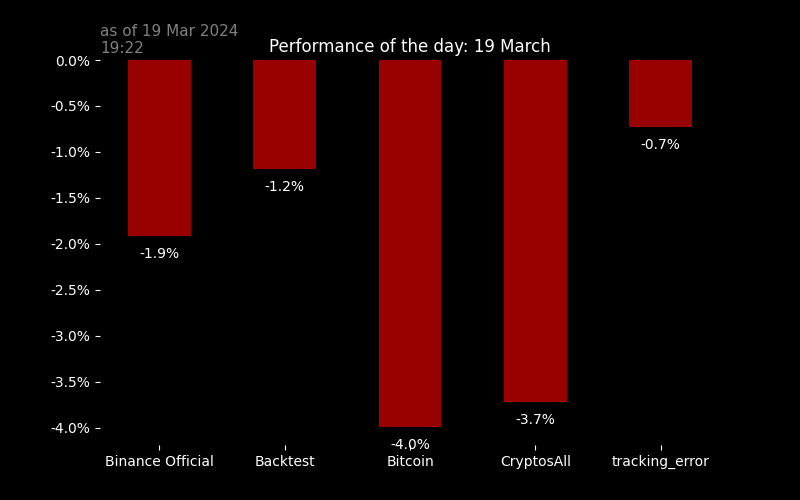 as of 19 Mar 2024
19:22
Performance of the day: 19 March
0.0%
-0.5%
-1.0%
-1.5%
-2.0%
-2.5%
-3.0%
-3.5%
-4.0%
-1.9%
-1.2%
-4.0%
-3.7%
-0.7%
Binance Official
Backtest
Bitcoin
CryptosAll
tracking_error